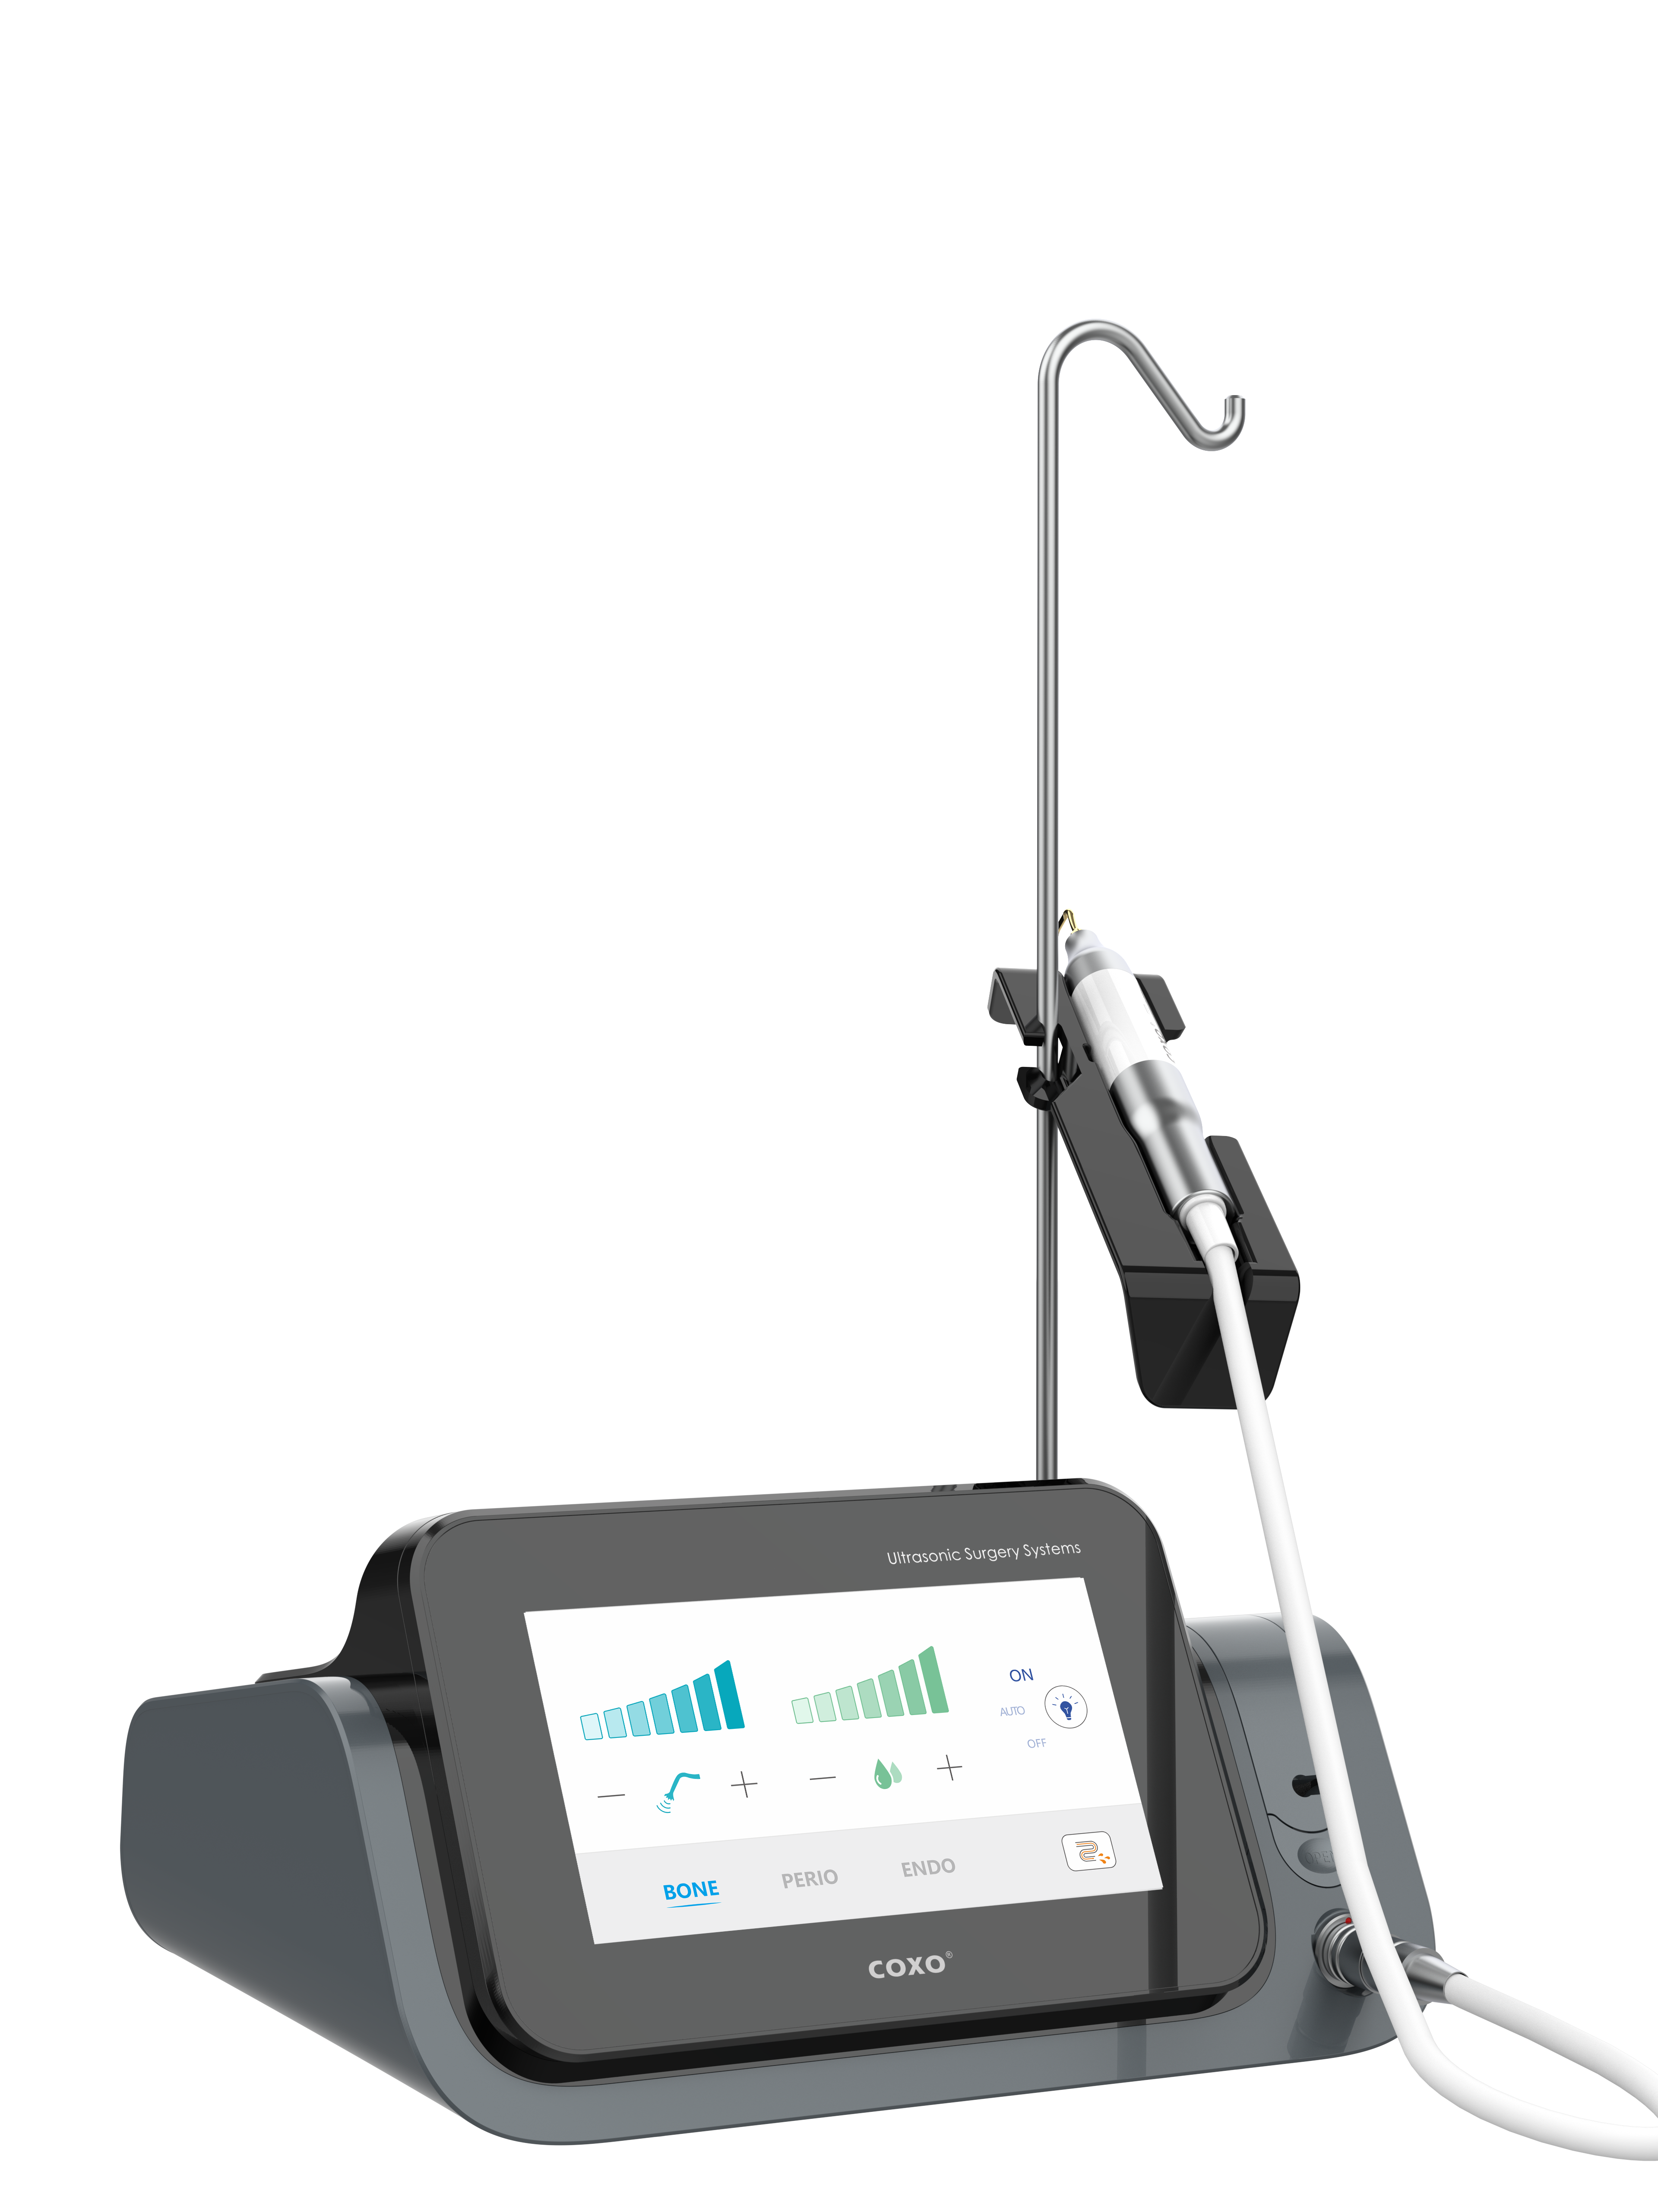 Ultrasonic Surgery Systems
ON
AUTO
OFF
BONE PERIO ENDO
COXO®